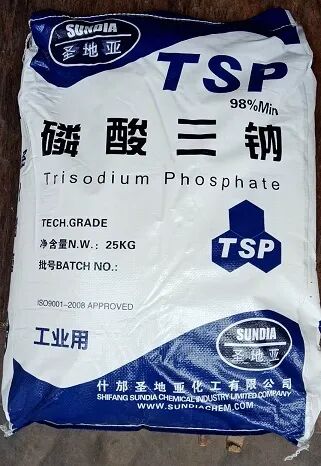 SUNDIA
圣地亚
TSP
98%Min
磷酸三钠
Trisodium Phosphate
TECH.GRADE
净含量N.W.: 25KG
批号BATCH NO.:
TSP
ISO9001-2008 APPROVED
工业用
SUNDIA
圣地亚
什邡圣地亚化工有限公司
SHIFANG SUNDIA CHEMICAL INDUSTRY LIMITED COMPANY
WWW.SUNDIACHEM.COM